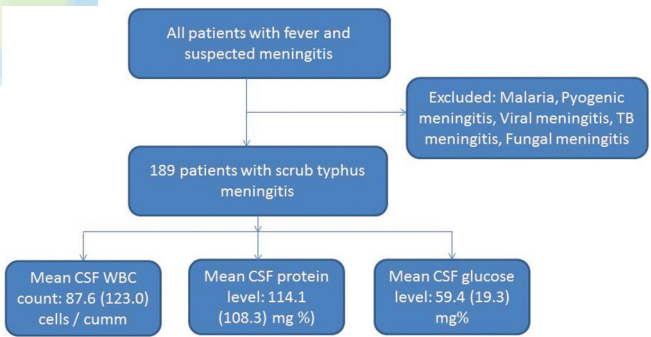 All patients with fever and
suspected meningitis
Excluded: Malaria, Pyogenic
meningitis, Viral meningitis, TB
meningitis, Fungal meningitis
189 patients with scrub typhus
meningitis
Mean CSF WBC
count: 87.6 (123.0)
cells / cumm
Mean CSF protein
level: 114.1
(108.3) mg %)
Mean CSF glucose
level: 59.4 (19.3)
mg%